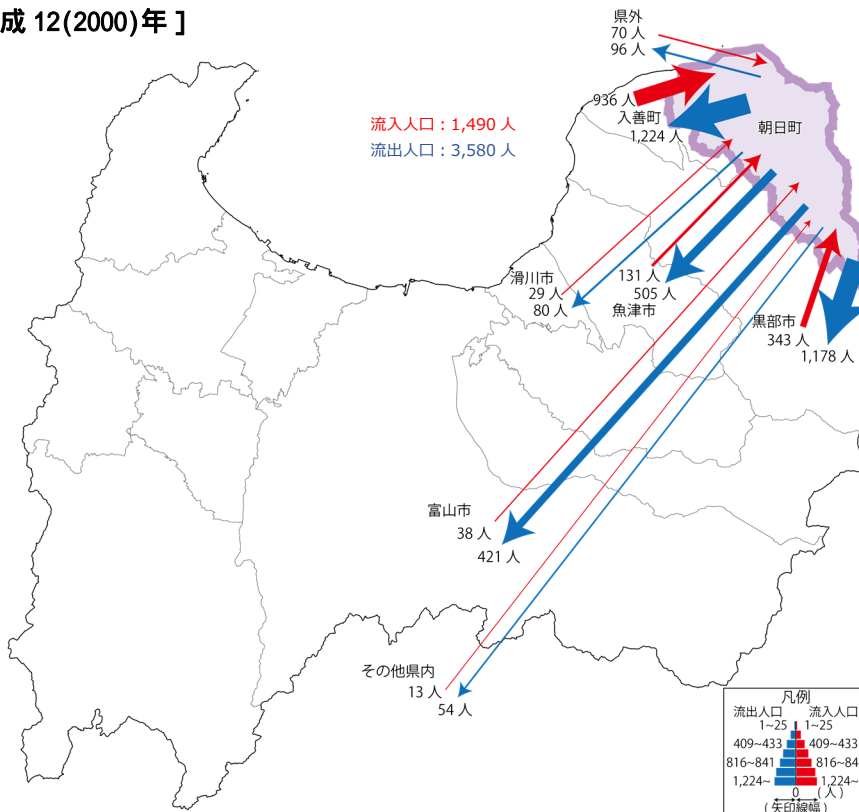 成 12(2000)年 ]
県外
70 人
96 人
936 人
入善町
1,224 人
朝日町
流入人口：1,490 人
流出人口：3,580 人
滑川市
29 人
80 人
131 人
505 人
魚津市
黒部市
343 人
1,178 人
富山市
38 人
421 人
その他県内
13 人
54 人
凡例
流出人口 流入人口
1~25 1~25
409~433 409~433
816~841 816~84
1,224~ 1,224~
0 (人)
(矢印線幅)